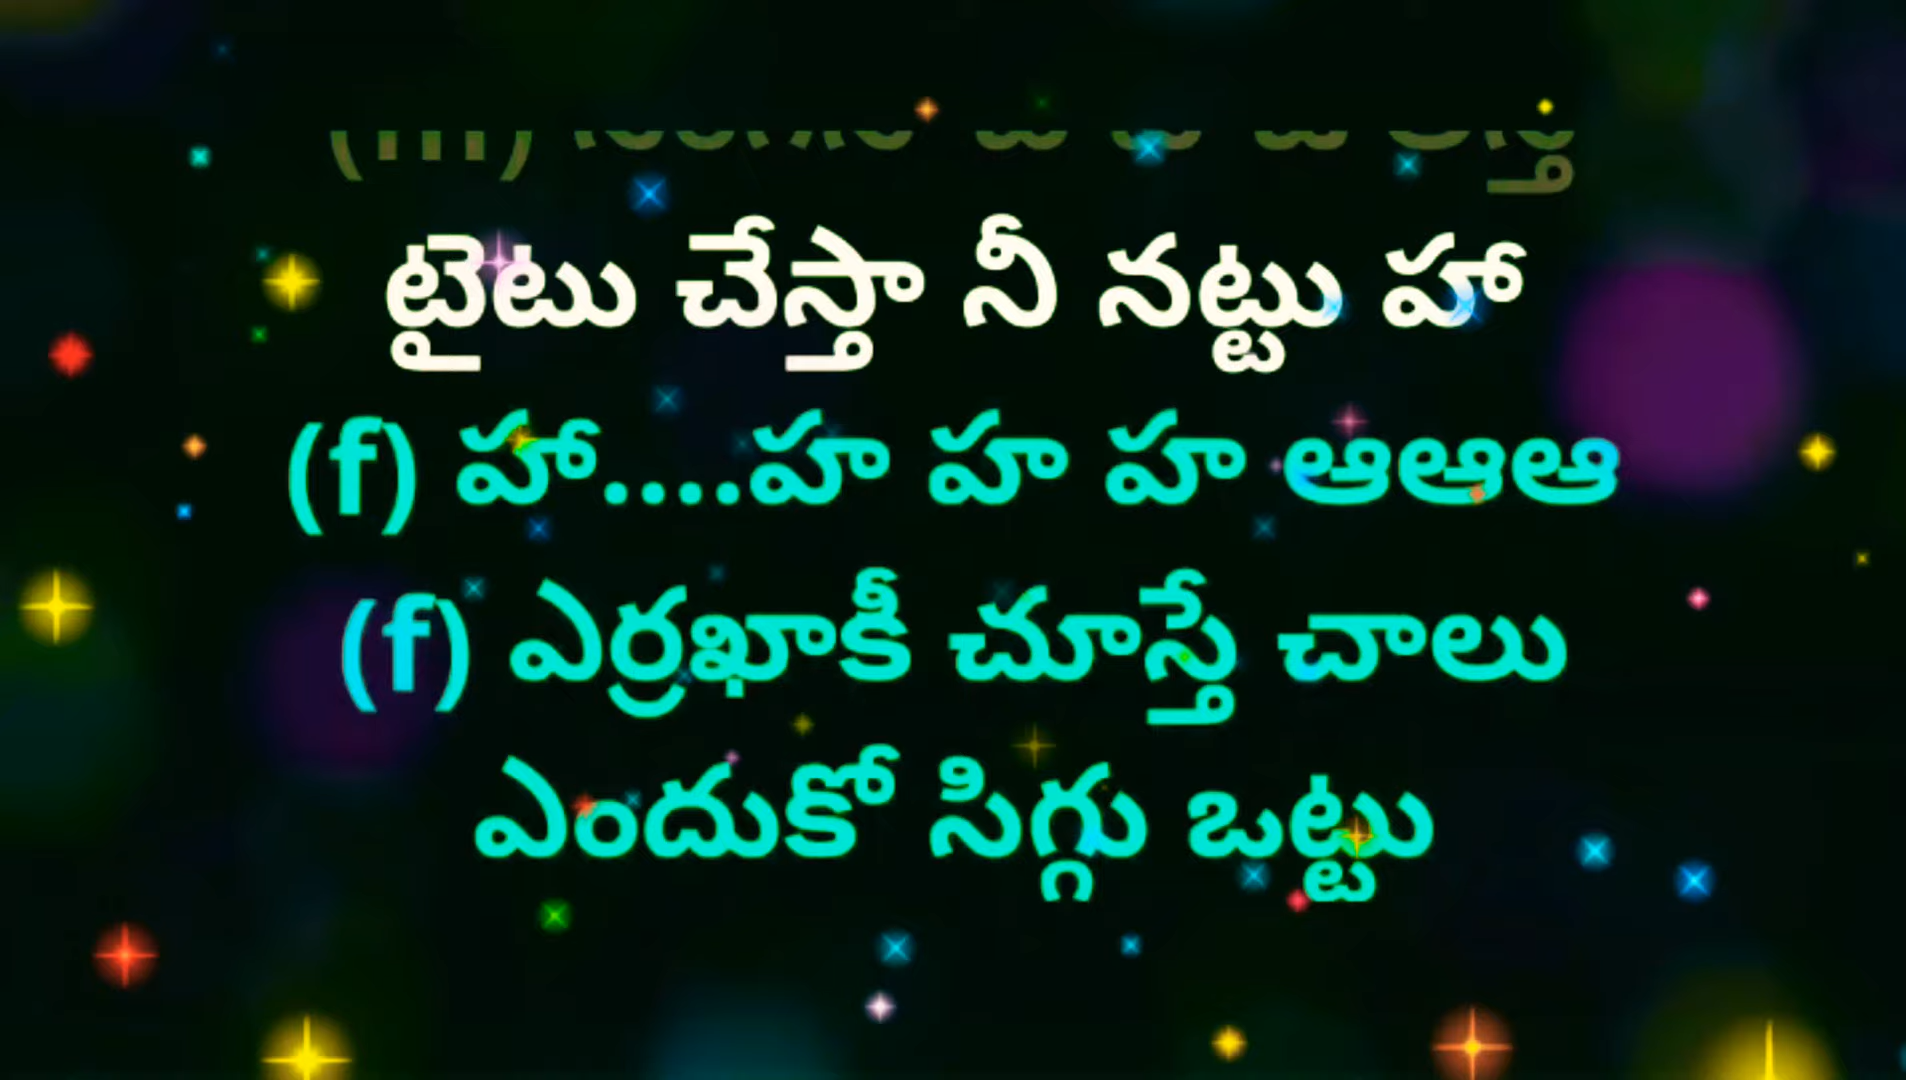 (m)
టైటు చేస్తా నీ నట్టు హా
(f) హా....హ హ హ ఆఆఆ
(f) ఎర్రఖాకీ చూస్తే చాలు
ఎందుకో సిగ్గు ఒట్టు